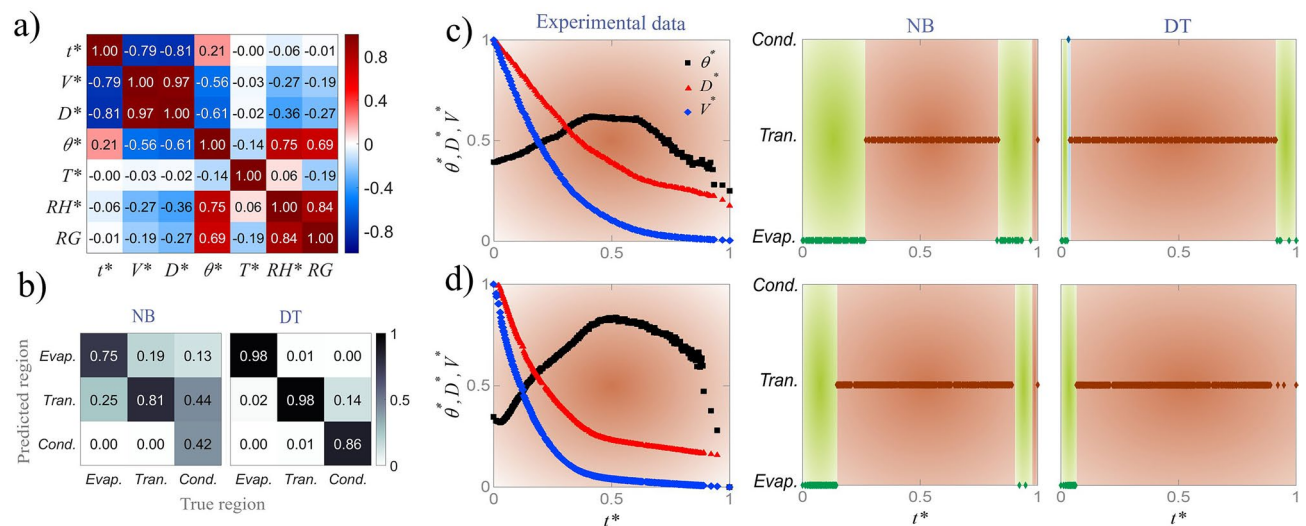 a)
t* 1.00 -0.79 -0.81 0.21 -0.00 -0.06 -0.01
V* -0.79 1.00 0.97 -0.56 -0.03 -0.27 -0.19
D* -0.81 0.97 1.00 -0.61 -0.02 -0.36 -0.27
θ* 0.21 -0.56 -0.61 1.00 -0.14 0.75 0.69
T* -0.00 -0.03 -0.02 -0.14 1.00 0.06 -0.19
RH* -0.06 -0.27 -0.36 0.75 0.06 1.00 0.84
RG -0.01 -0.19 -0.27 0.69 -0.19 0.84 1.00
t* V* D* θ* T* RH* RG
0.8
0.4
0
-0.4
-0.8
b)
NB DT
Predicted region
Evap. 0.75 0.19 0.13 0.98 0.01 0.00
Tran. 0.25 0.81 0.44 0.02 0.98 0.14
Cond. 0.00 0.00 0.42 0.00 0.01 0.86
Evap. Tran. Cond. Evap. Tran. Cond.
True region
1
0.5
0
c)
Experimental data NB DT
θ*, D*, V*
1
0.5
0
θ*
D*
V*
0 0.5 1
Cond.
Tran.
Evap.
0 0.5 1
0 0.5 1
d)
θ*, D*, V*
1
0.5
0
0 0.5 1
t*
Cond.
Tran.
Evap.
0 0.5 1
t*
0 0.5 1
t*